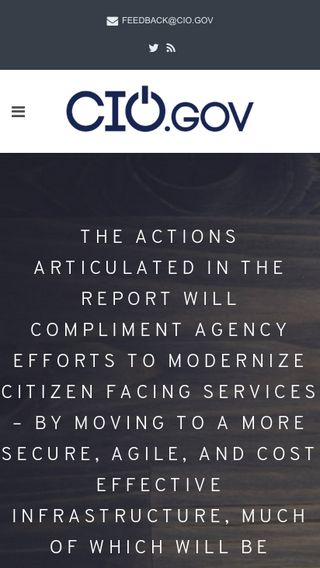 FEEDBACK@CIO.GOV
CIO.GOV
THE ACTIONS
ARTICULATED IN THE
REPORT WILL
COMPLIMENT AGENCY
EFFORTS TO MODERNIZE
CITIZEN FACING SERVICES
– BY MOVING TO A MORE
SECURE, AGILE, AND COST
EFFECTIVE
INFRASTRUCTURE, MUCH
OF WHICH WILL BE